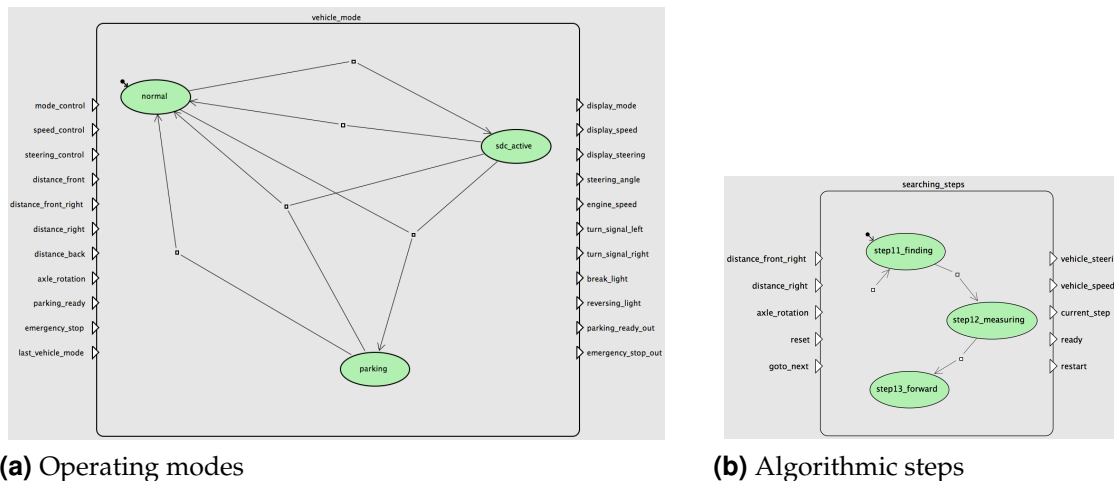 vehicle_mode
normal
sdc_active
parking
mode_control
speed_control
steering_control
distance_front
distance_front_right
distance_right
distance_back
axle_rotation
parking_ready
emergency_stop
last_vehicle_mode
display_mode
display_speed
display_steering
steering_angle
engine_speed
turn_signal_left
turn_signal_right
break_light
reversing_light
parking_ready_out
emergency_stop_out
(a) Operating modes
searching_steps
step11_finding
step12_measuring
step13_forward
distance_front_right
distance_right
axle_rotation
reset
goto_next
vehicle_steeri
vehicle_speed
current_step
ready
restart
(b) Algorithmic steps